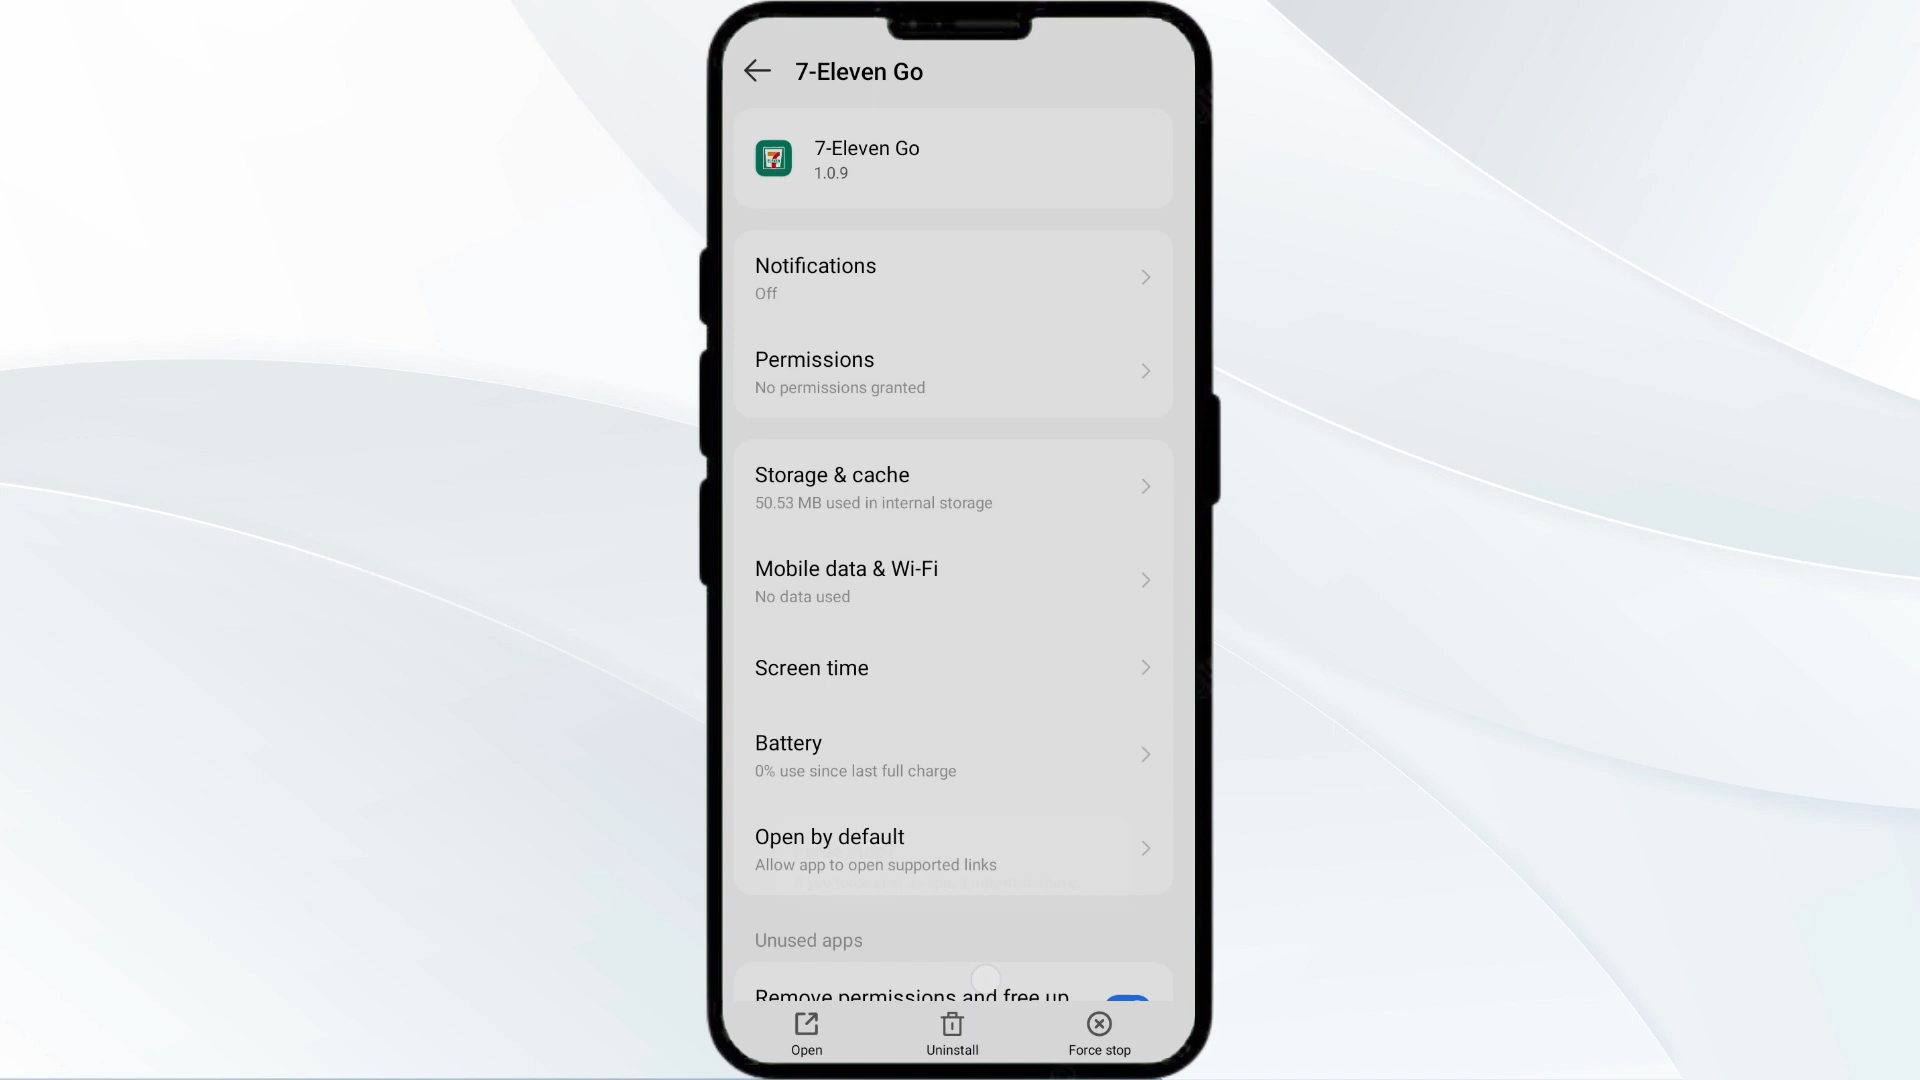 7-Eleven Go
7-Eleven Go
1.0.9
Notifications
Off
Permissions
No permissions granted
Storage & cache
50.53 MB used in internal storage
Mobile data & Wi-Fi
No data used
Screen time
Battery
0% use since last full charge
Open by default
Allow app to open supported links
Unused apps
Remove permissions and free up
Open
Uninstall
Force stop